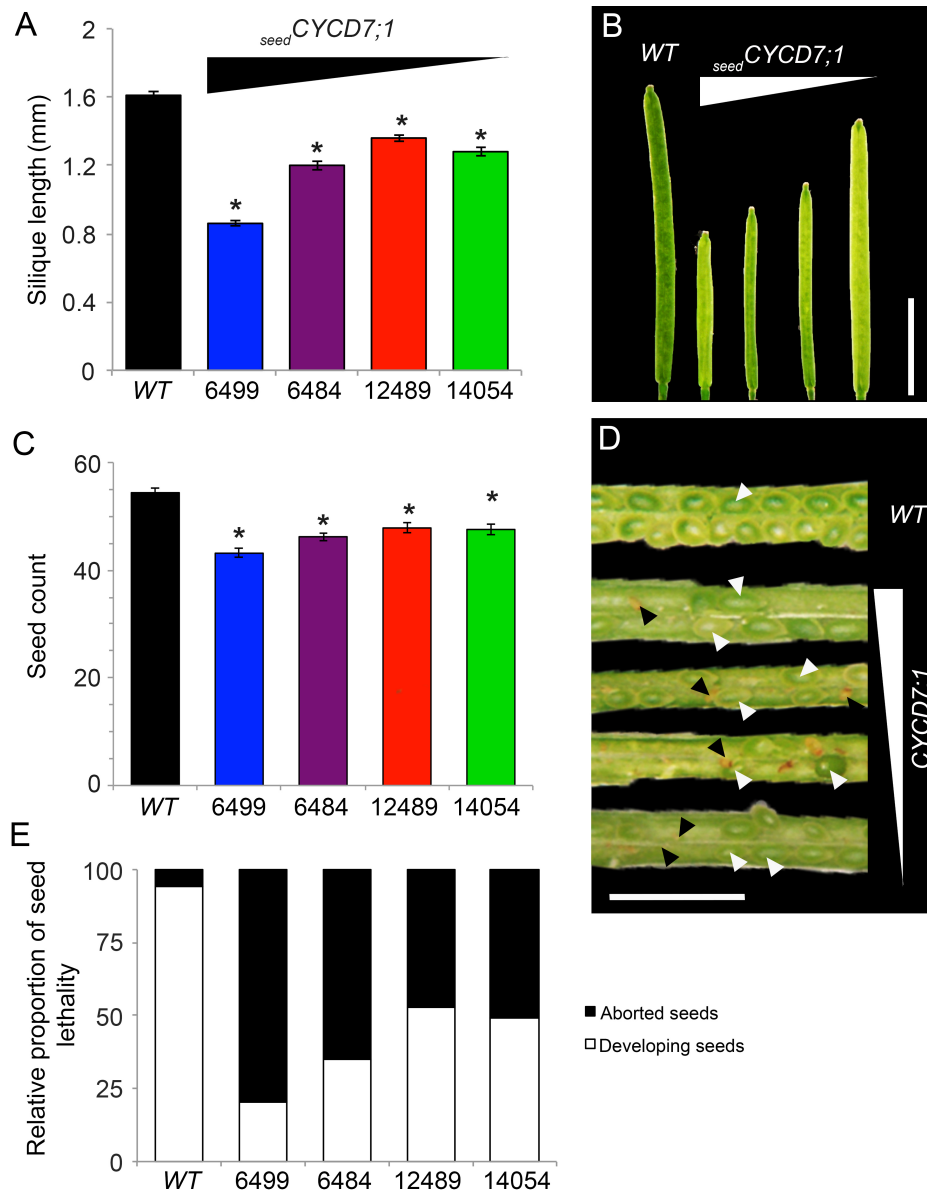 A
seedCYCD7;1
2
1.6
1.2
0.8
0.4
0
Silique length (mm)
*
*
*
*
WT 6499 6484 12489 14054
B
WT
seedCYCD7;1
C
60
40
20
0
Seed count
*
*
*
*
WT 6499 6484 12489 14054
D
WT
CYCD7;1
E
100
75
50
25
0
Relative proportion of seed
lethality
WT 6499 6484 12489 14054
Aborted seeds
Developing seeds